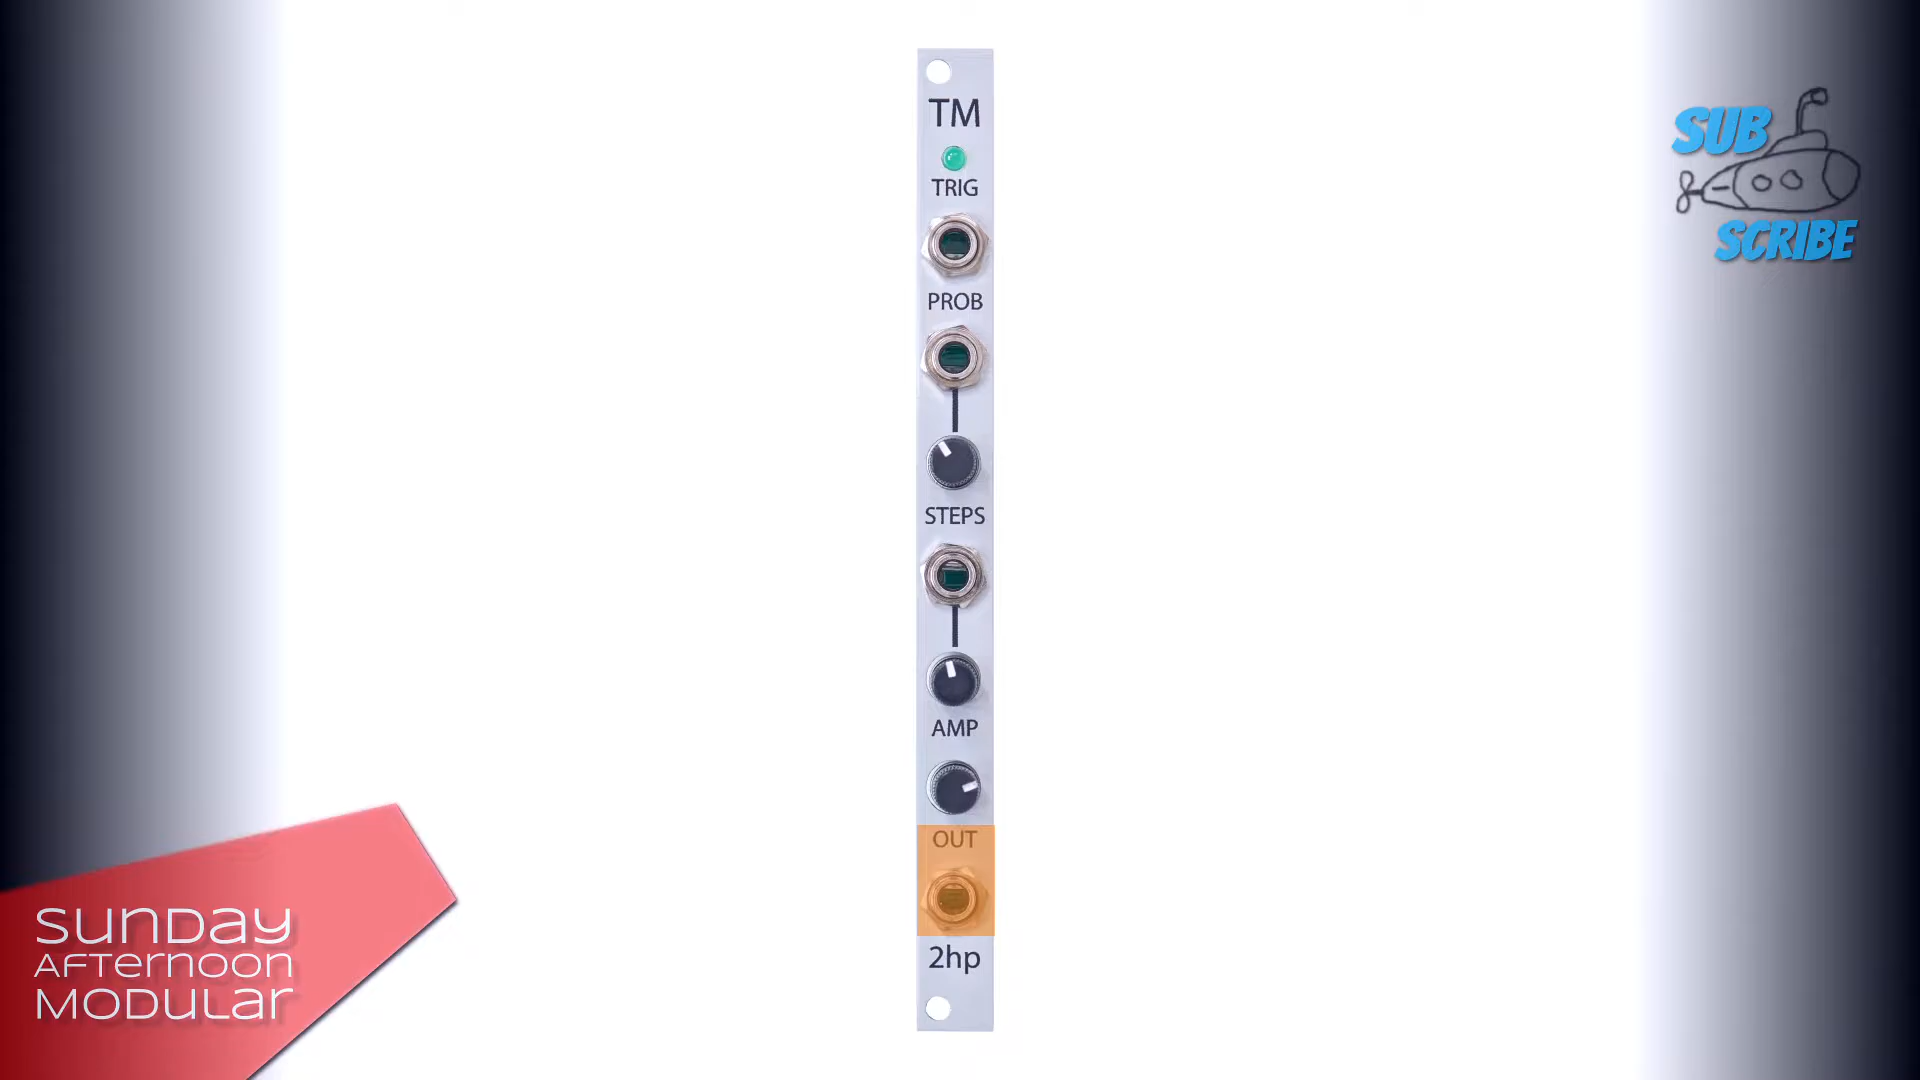 TM
TRIG
PROB
STEPS
AMP
OUT
2hp
SUB
SCRIBE
Sunday
Afternoon
Modular